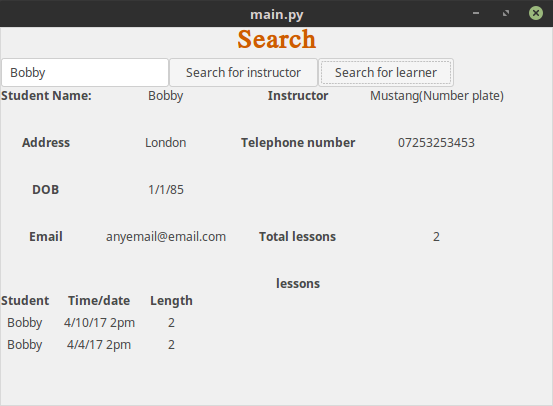 main.py
Search
Bobby Search for instructor Search for learner
Student Name: Bobby Instructor Mustang(Number plate)
Address London Telephone number 07253253453
DOB 1/1/85
Email anyemail@email.com Total lessons 2
lessons
Student Time/date Length
Bobby 4/10/17 2pm 2
Bobby 4/4/17 2pm 2